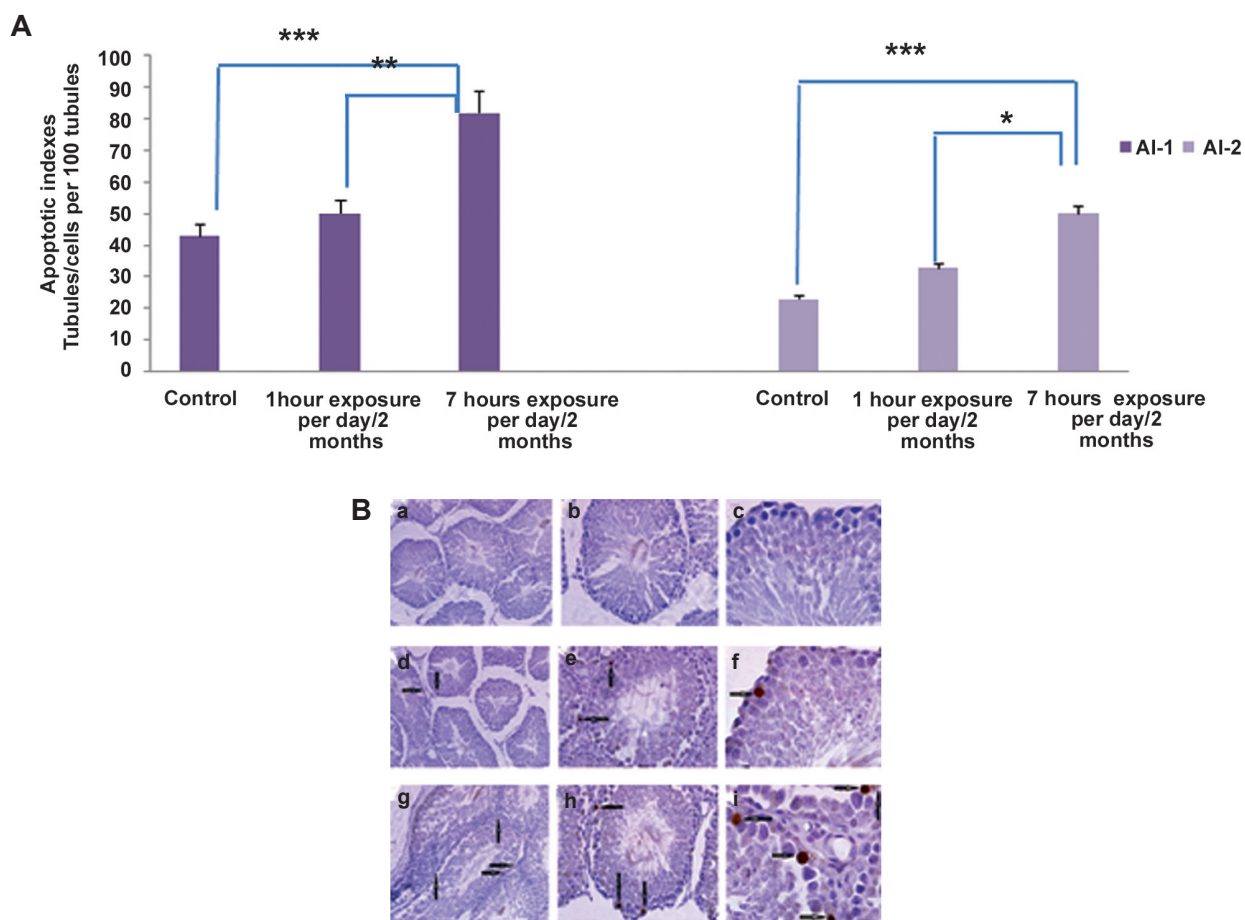 A
***
**
***
*
100
90
80
70
60
50
40
30
20
10
0
Apoptotic indexes
Tubules/cells per 100 tubules
AI-1 AI-2
Control
1hour exposure
per day/2
months
7 hours exposure
per day/2
months
Control
1 hour exposure
per day/2
months
7 hours exposure
per day/2
months
B
a
b
c
d
e
f
g
h
i